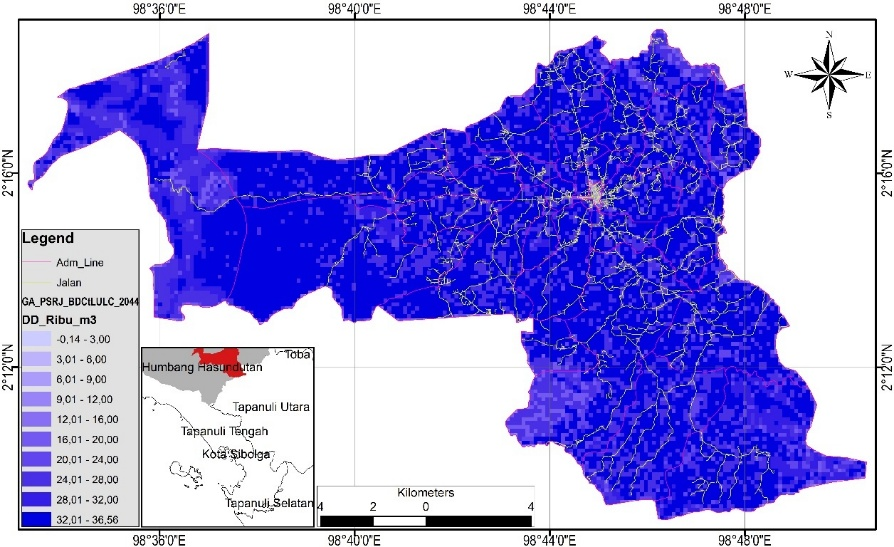 98°36'0"E 98°40'0"E 98°44'0"E 98°48'0"E
N
W E
S
2°16'0"N 2°16'0"N
Legend
Adm_Line
Jalan
GA_PSRJ_BDCtLULC_2044
DD_Ribu_m3
-0,14 - 3,00
3,01 - 6,00
6,01 - 9,00
9,01 - 12,00
12,01 - 16,00
16,01 - 20,00
20,01 - 24,00
24,01 - 28,00
28,01 - 32,00
32,01 - 36,56
Toba
Humbang Hasundutan
Tapanuli Utara
Tapanuli Tengah
Kota Sibolga
Tapanuli Selatan
2°12'0"N 2°12'0"N
Kilometers
4 2 0 4
98°36'0"E 98°40'0"E 98°44'0"E 98°48'0"E